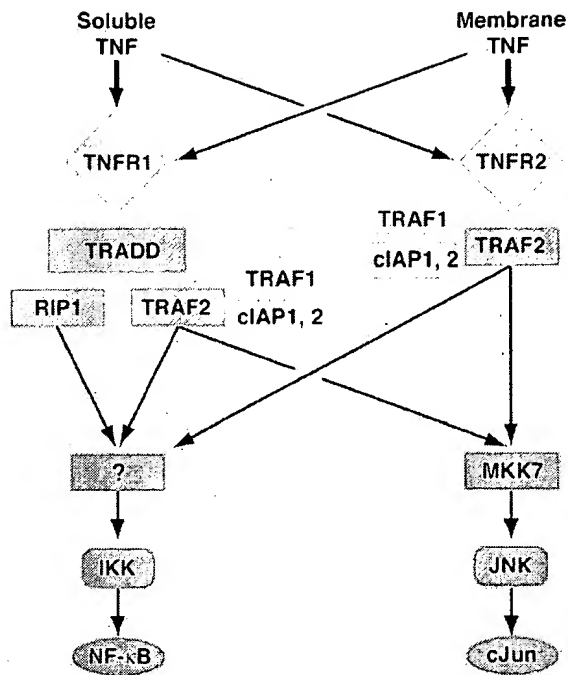 Soluble
TNF
Membrane
TNF
TNFR1
TNFR2
TRADD
TRAF1
cIAP1, 2
TRAF2
RIP1
TRAF2
TRAF1
cIAP1, 2
?
MKK7
IKK
JNK
NF-κB
cJun